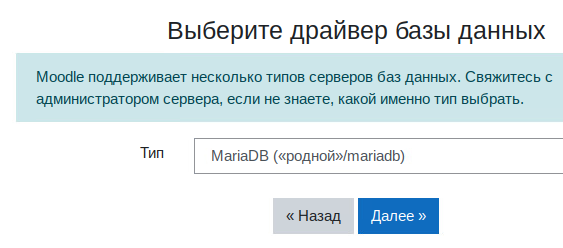 Выберите драйвер базы данных
Moodle поддерживает несколько типов серверов баз данных. Свяжитесь с
администратором сервера, если не знаете, какой именно тип выбрать.
Тип
MariaDB («родной»/mariadb)
« Назад
Далее »